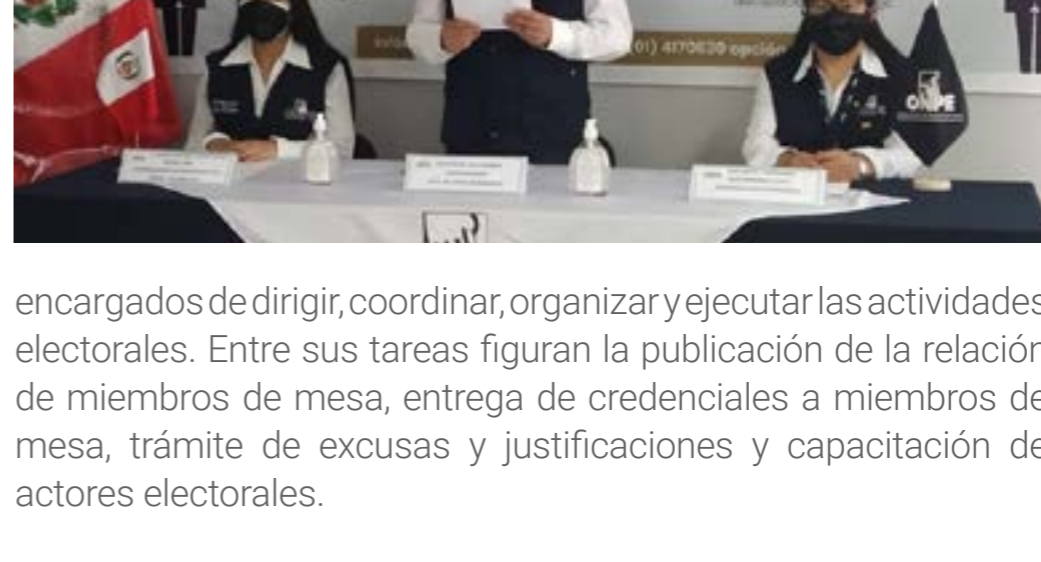 (01) 4170630 opción
ONPE
encargados de dirigir, coordinar, organizar y ejecutar las actividades
electorales. Entre sus tareas figuran la publicación de la relación
de miembros de mesa, entrega de credenciales a miembros de
mesa, trámite de excusas y justificaciones y capacitación de
actores electorales.